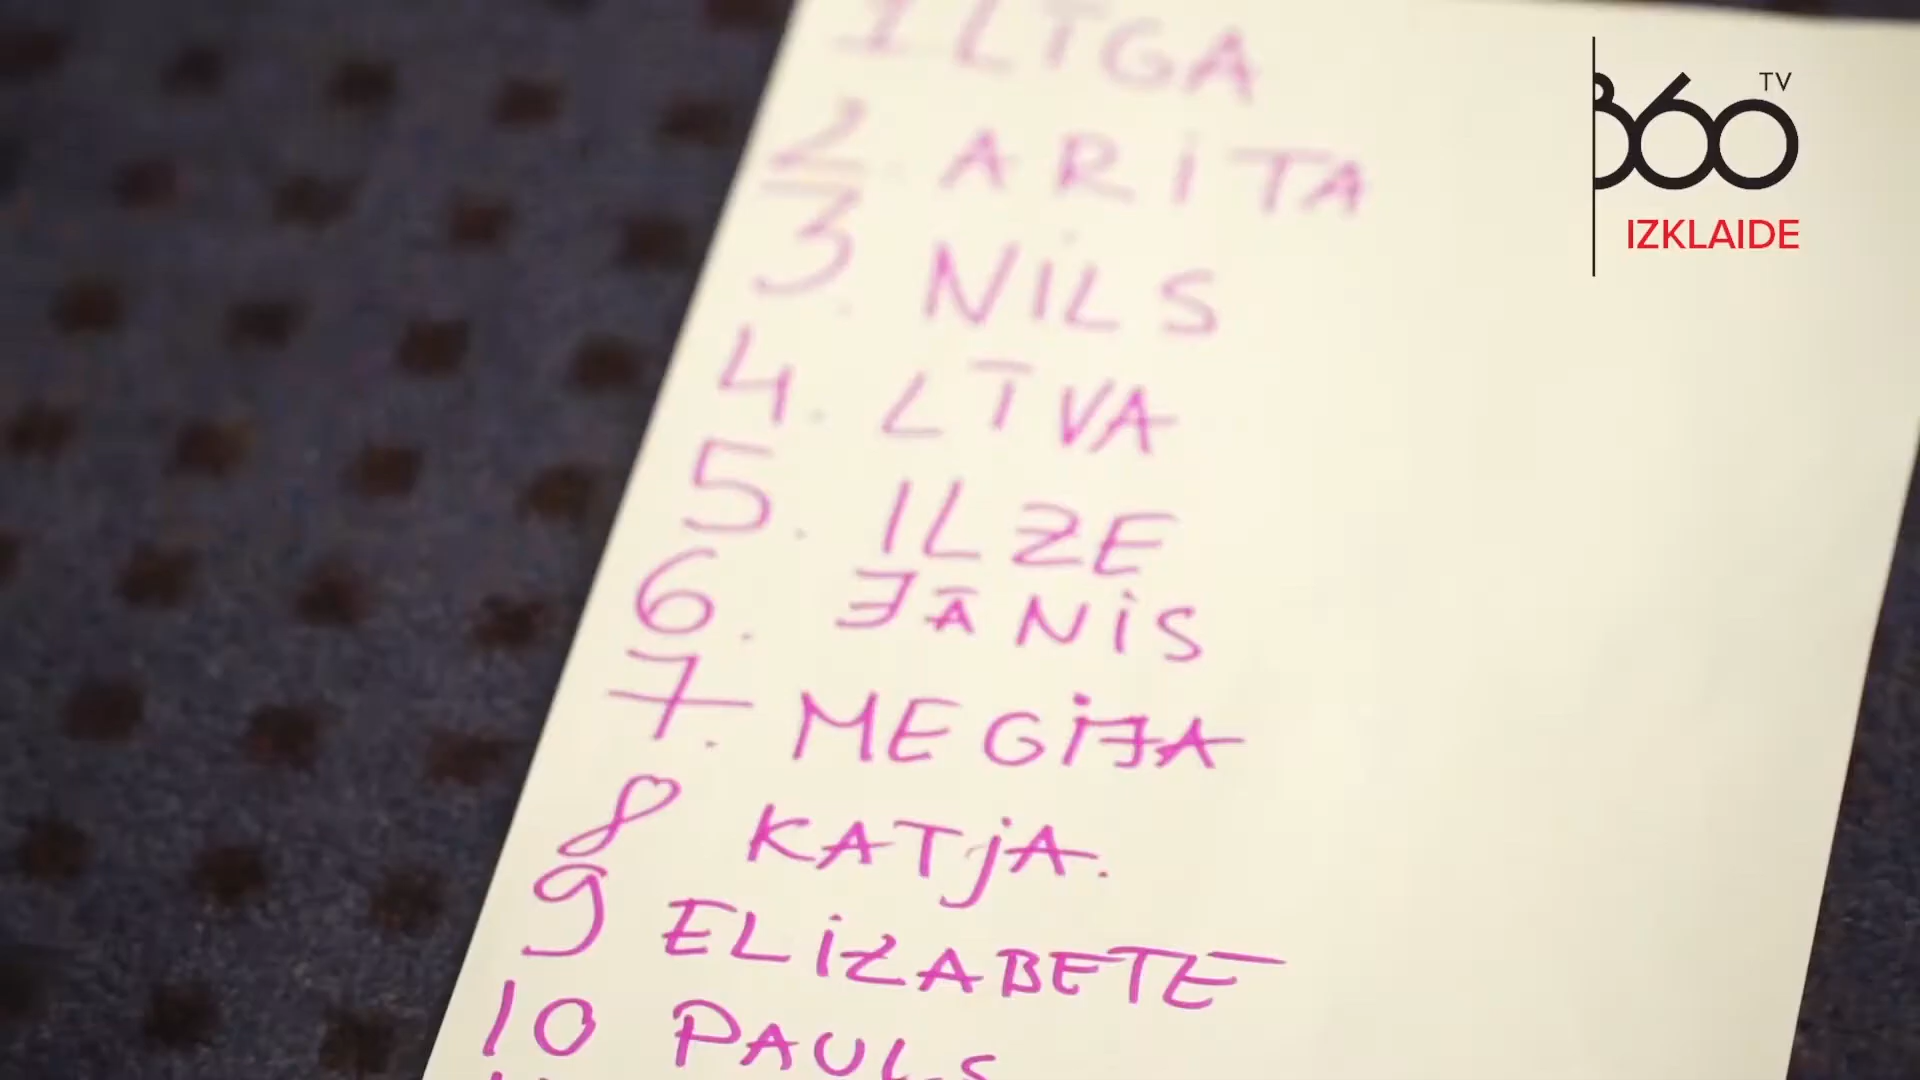 1 LĪGA
2. ARiTA
3. NiLS
4. LĪVA
5. ILZE
6. JĀNiS
7. MEGiJA
8 KATjA.
9 ELiZABETE
10 PAULS
360 TV
IZKLAIDE